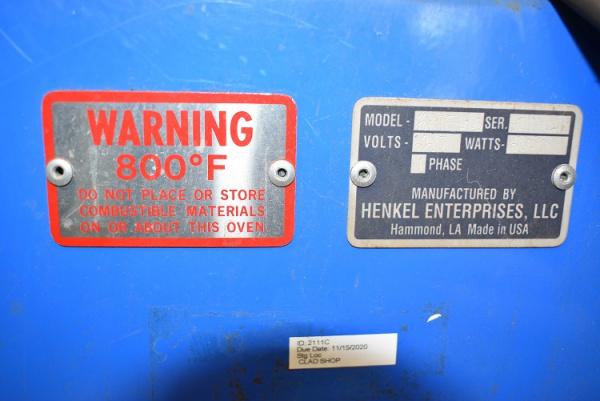 WARNING
800°F
DO NOT PLACE OR STORE
COMBUSTIBLE MATERIALS
ON OR ABOUT THIS OVEN
MODEL - SER.
VOLTS - WATTS-
PHASE
MANUFACTURED BY
HENKEL ENTERPRISES, LLC
Hammond, LA Made in USA
ID: 2111C
Due Date: 11/15/2020
Stg Loc:
CLAD SHOP